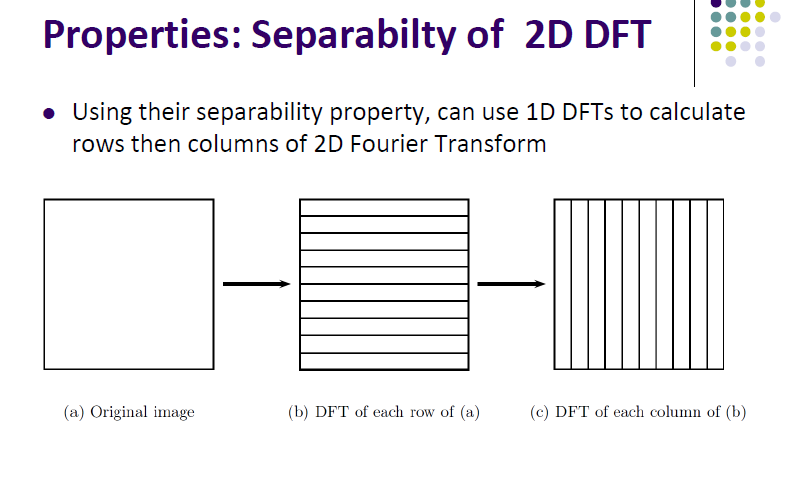 Properties: Separabilty of 2D DFT
● Using their separability property, can use 1D DFTs to calculate
rows then columns of 2D Fourier Transform
(a) Original image
(b) DFT of each row of (a)
(c) DFT of each column of (b)